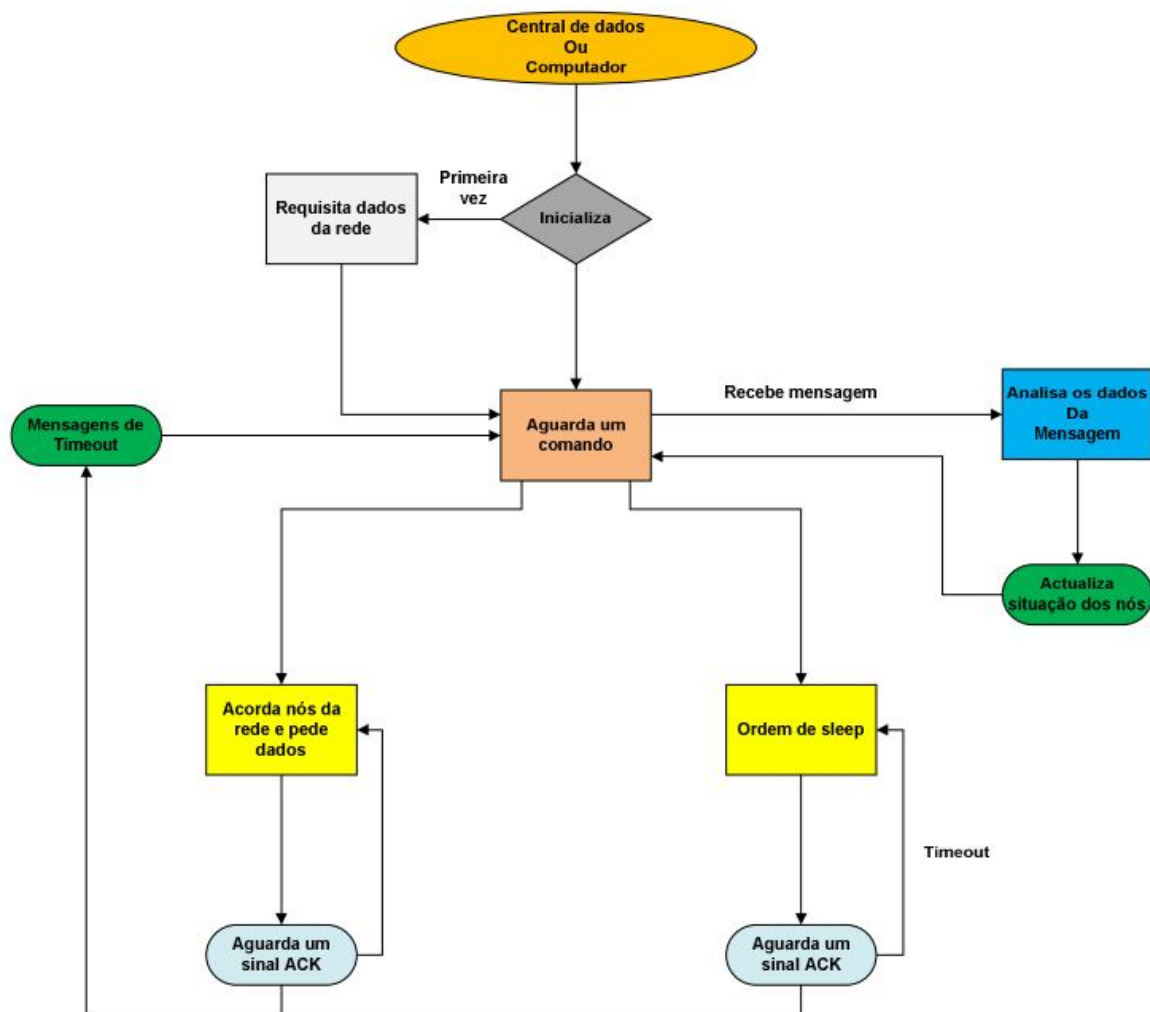 Central de dados
Ou
Computador
Primeira
vez
Inicializa
Requisita dados
da rede
Recebe mensagem
Analisa os dados
Da
Mensagem
Mensagens de
Timeout
Aguarda um
comando
Actualiza
situação dos nós
Acorda nós da
rede e pede
dados
Ordem de sleep
Timeout
Aguarda um
sinal ACK
Aguarda um
sinal ACK